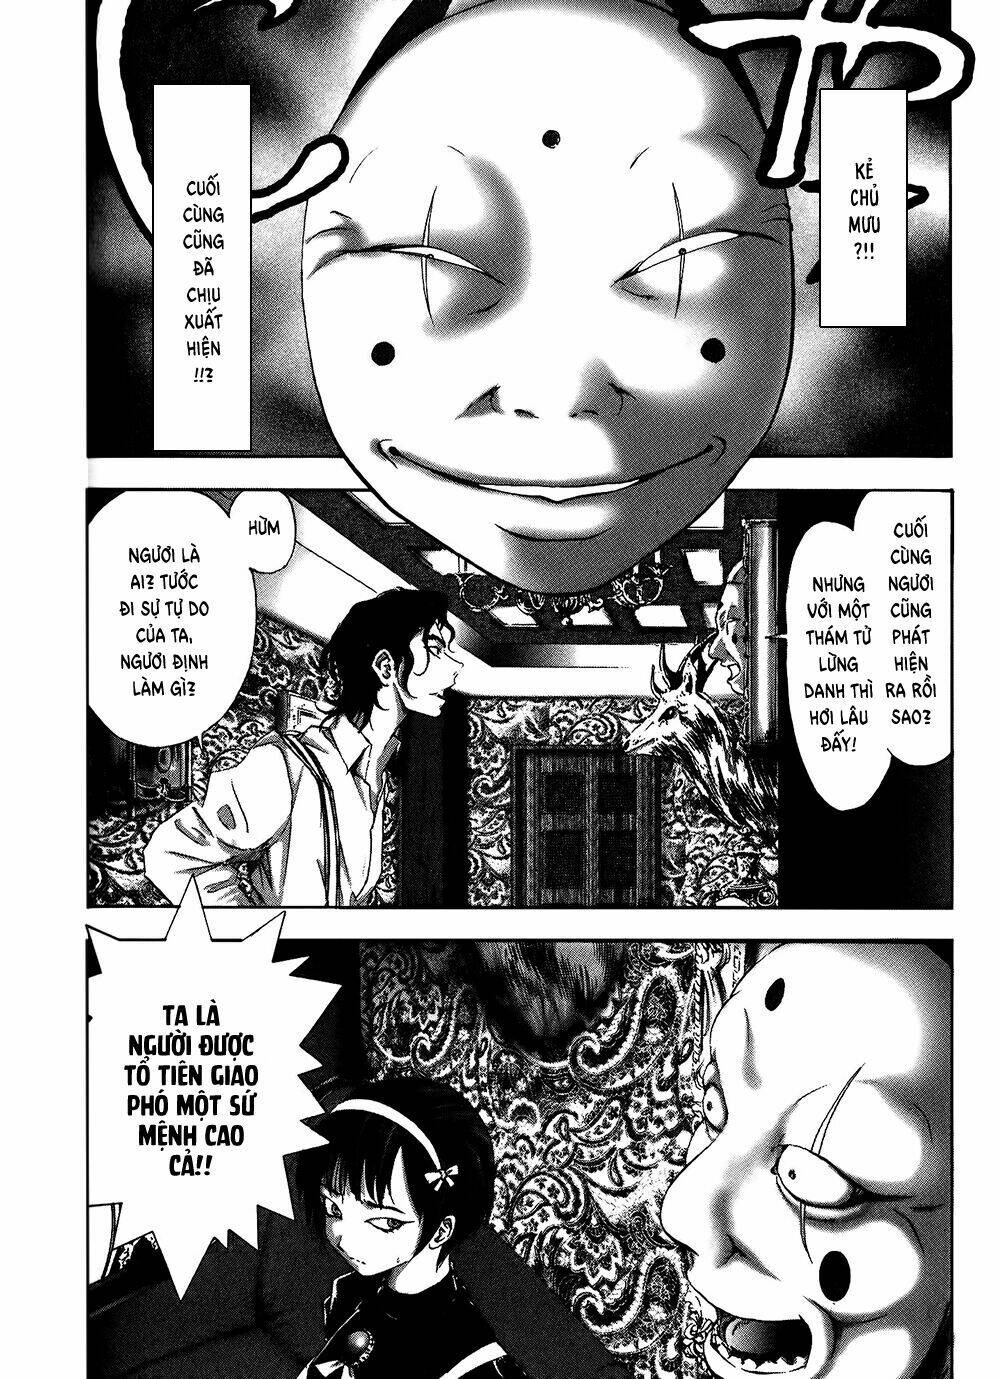 KẺ
CHỦ
MƯU
?!!
CUỐI
CÙNG
CŨNG
ĐÃ
CHỊU
XUẤT
HIỆN
!!?
CUỐI
CÙNG
NGƯƠI
CŨNG
PHÁT
HIỆN
RA RỒI
SAO?
NHƯNG
VỚI MỘT
THÁM TỬ
LỪNG
DANH THÌ
HƠI LÂU
ĐẤY!
HỪM
NGƯƠI LÀ
AI? TƯỚC
ĐI SỰ TỰ DO
CỦA TA,
NGƯƠI ĐỊNH
LÀM GÌ?
TA LÀ
NGƯỜI ĐƯỢC
TỔ TIÊN GIAO
PHÓ MỘT SỨ
MỆNH CAO
CẢ!!